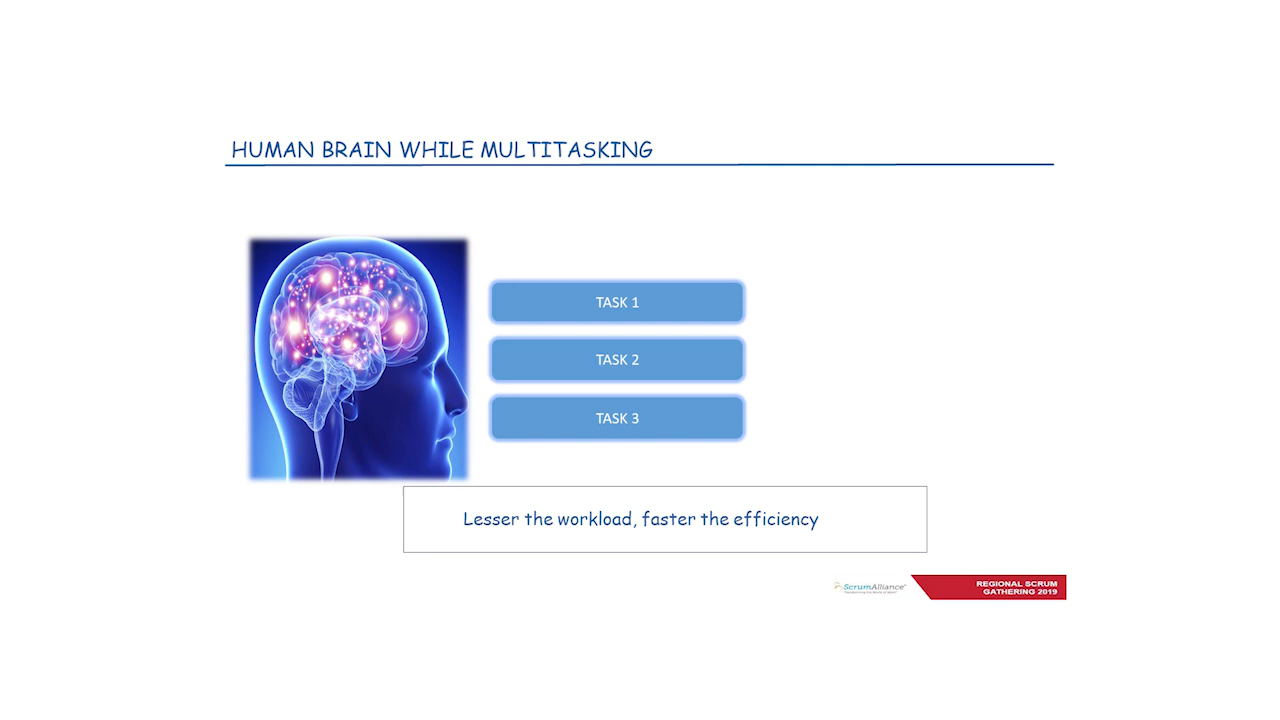 HUMAN BRAIN WHILE MULTITASKING
TASK 1
TASK 2
TASK 3
Lesser the workload, faster the efficiency
ScrumAlliance®
REGIONAL SCRUM
GATHERING 2019